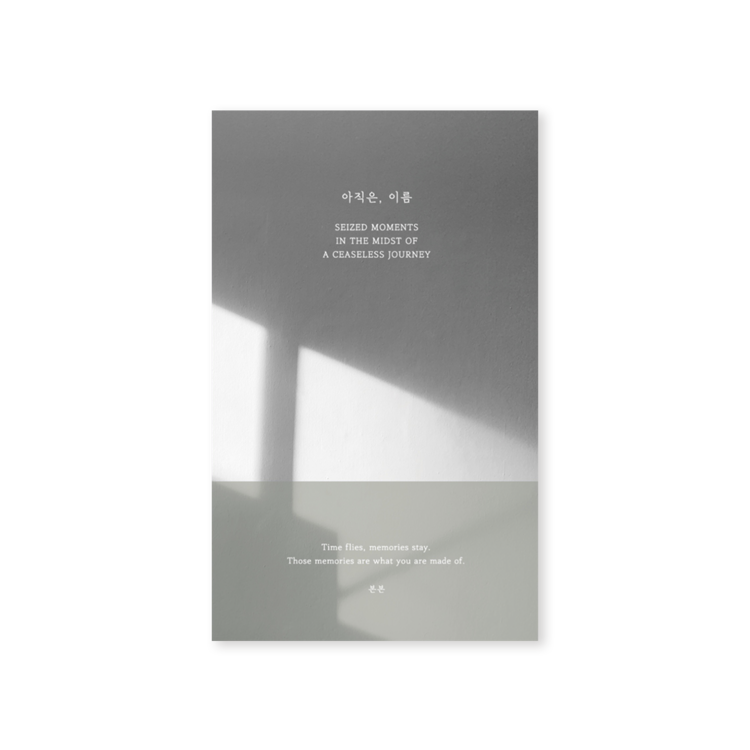 아직은, 이름
SEIZED MOMENTS
IN THE MIDST OF
A CEASELESS JOURNEY
Time flies, memories stay.
Those memories are what you are made of.